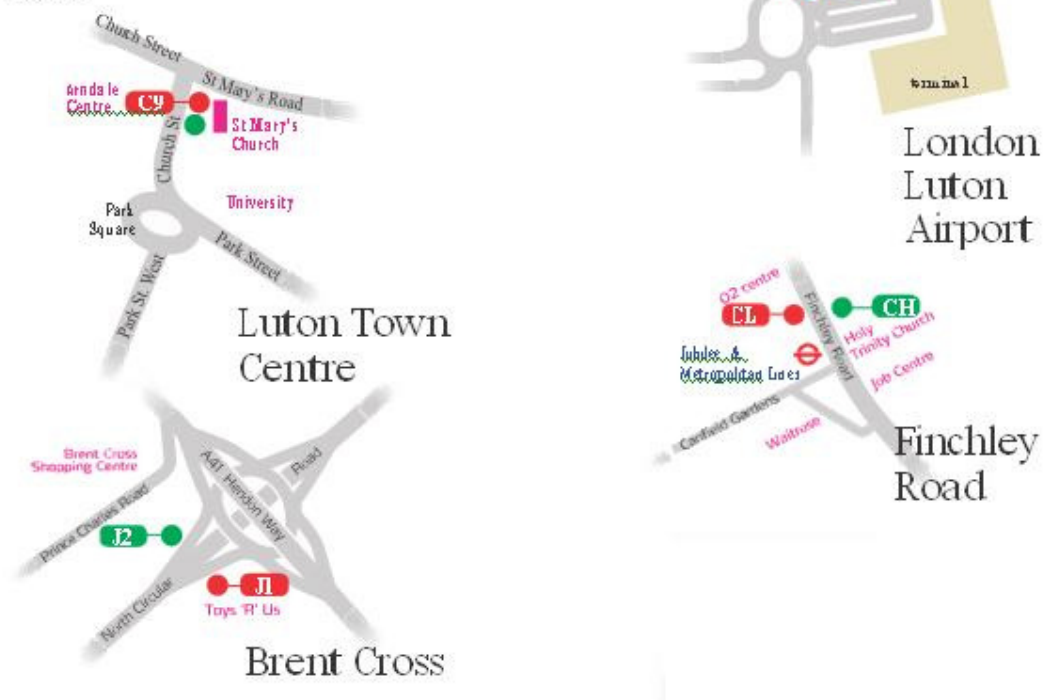 Church Street
St Mary's Road
Arndale
Centre
C9
Church St
St Mary's
Church
University
Park
Square
Park Street
Park St. West
Luton Town
Centre
terminal
London
Luton
Airport
O2 centre
CL
Finchley Road
CH
Holy
Trinity Church
Jubilee &
Metropolitan Lines
Job Centre
Canfield Gardens
Waitrose
Finchley
Road
Brent Cross
Shopping Centre
A41 Hendon Way
Road
Prince Charles Road
J2
J1
Toys 'R' Us
North Circular
Brent Cross